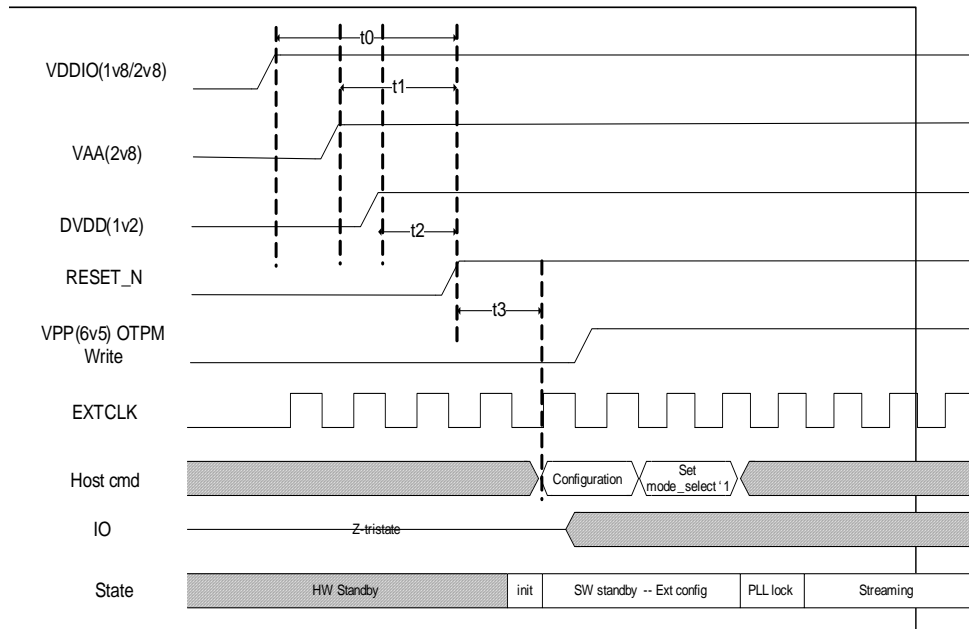 t0
VDDIO(1v8/2v8)
t1
VAA(2v8)
DVDD(1v2)
t2
RESET_N
t3
VPP(6v5) OTPM
Write
EXTCLK
Host cmd
Configuration
Set
mode_select ‘1
IO
Z-tristate
State
HW Standby
init
SW standby -- Ext config
PLL lock
Streaming